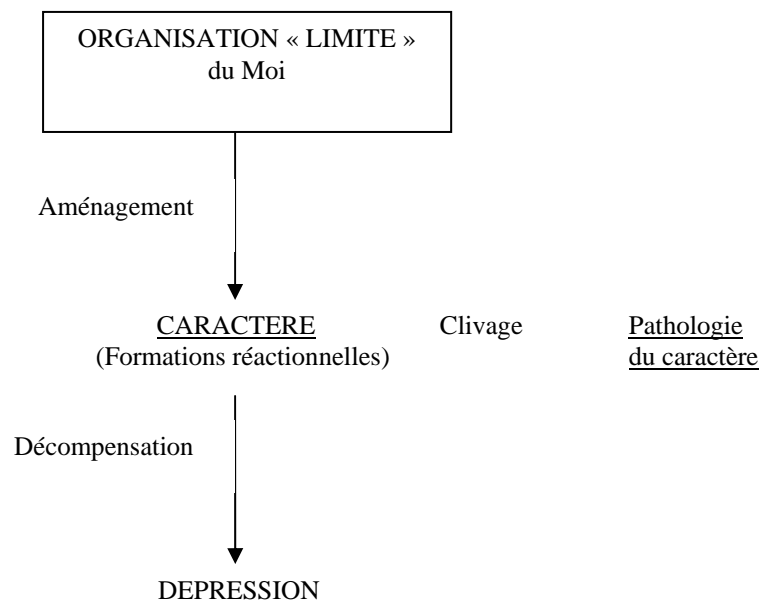 ORGANISATION « LIMITE »
du Moi
Aménagement
CARACTERE Clivage Pathologie
(Formations réactionnelles) du caractère
Décompensation
DEPRESSION